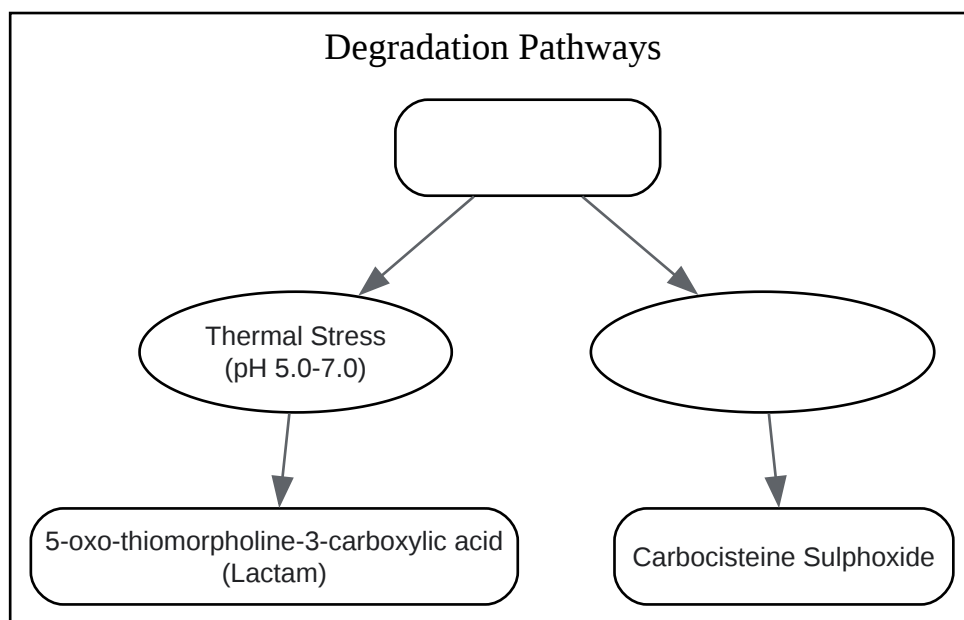 Degradation Pathways
Thermal Stress
(pH 5.0-7.0)
5-oxo-thiomorpholine-3-carboxylic acid
(Lactam)
Carbocisteine Sulphoxide